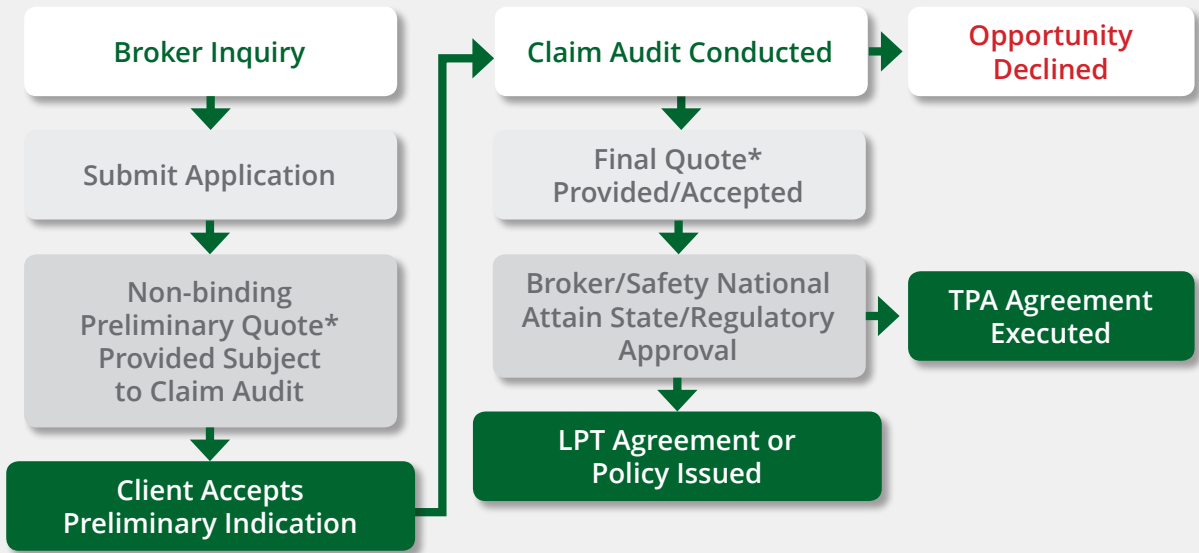 Broker Inquiry
Submit Application
Non-binding
Preliminary Quote*
Provided Subject
to Claim Audit
Client Accepts
Preliminary Indication
Claim Audit Conducted
Opportunity
Declined
Final Quote*
Provided/Accepted
Broker/Safety National
Attain State/Regulatory
Approval
TPA Agreement
Executed
LPT Agreement or
Policy Issued